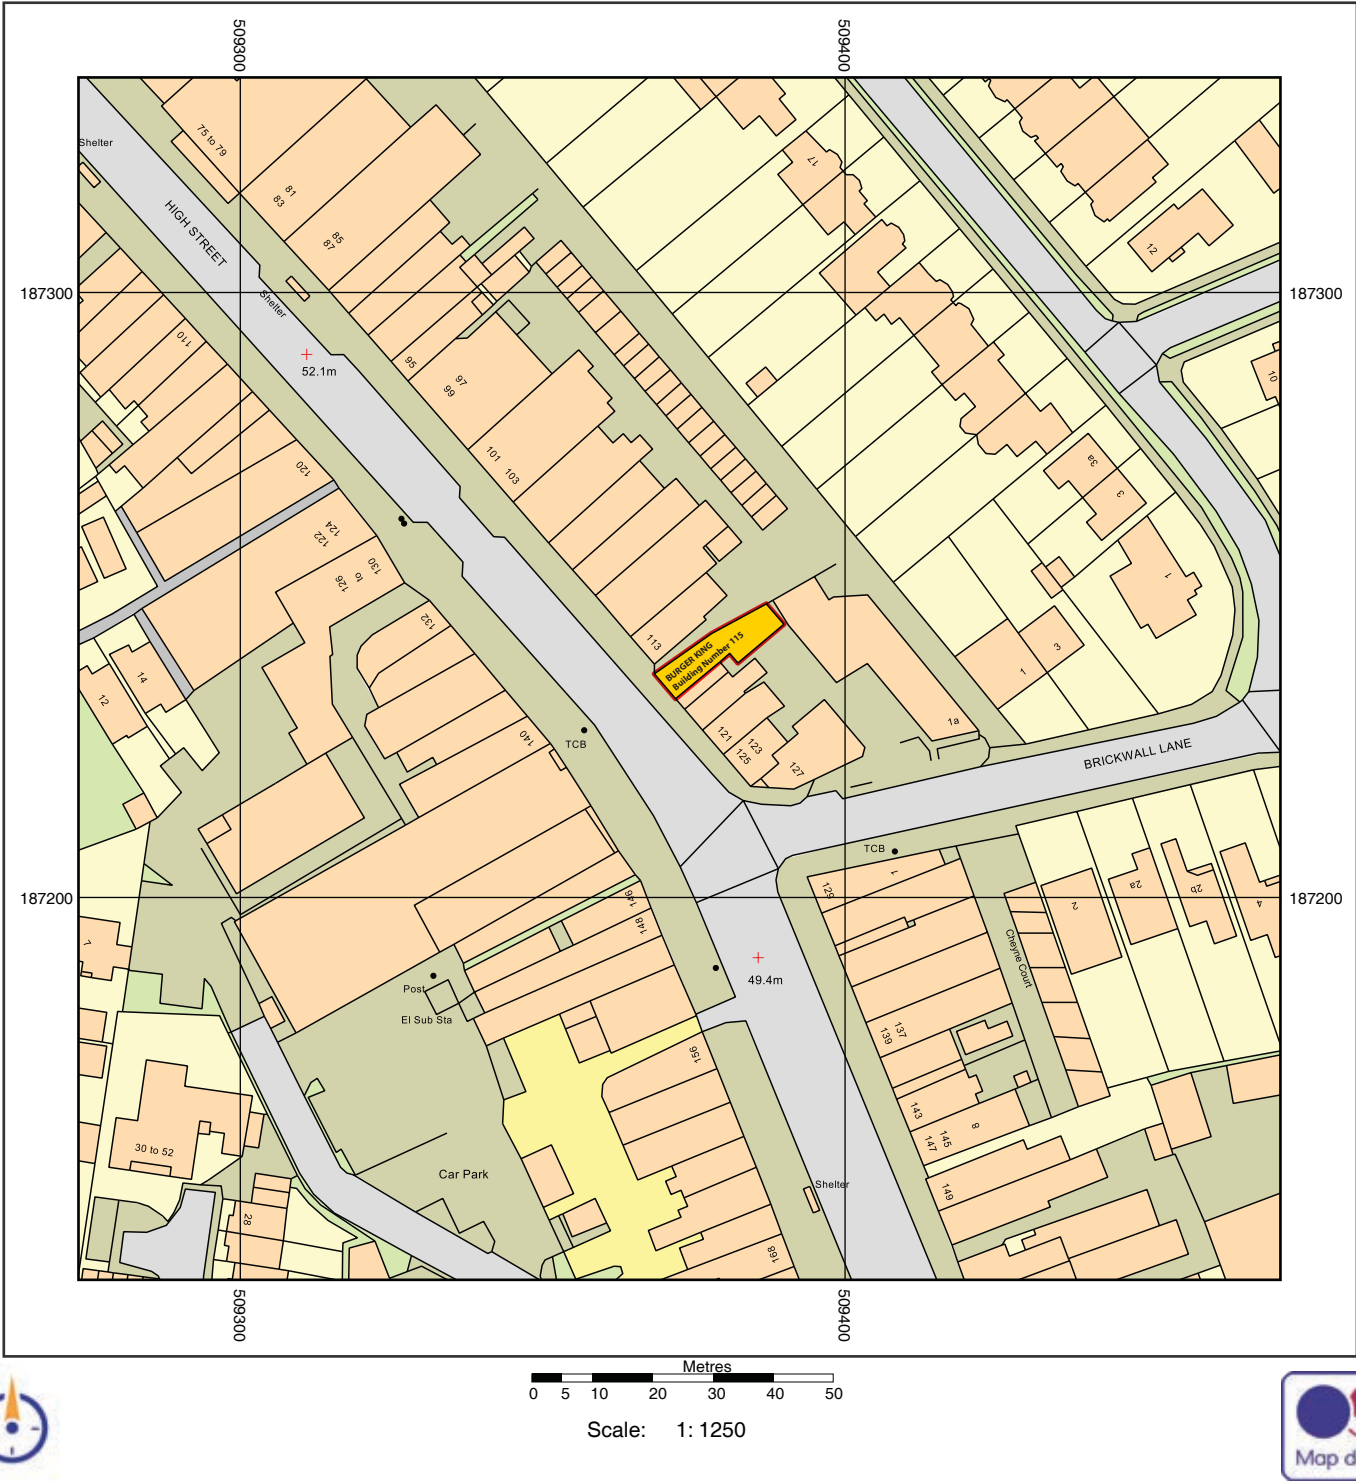 509300
509400
Shelter
75 to 79
17
81
83
HIGH STREET
85
87
12
187300
187300
Shelter
110
52.1m
95
97
99
10
101
103
120
3a
3
124
122
130
to
126
1
132
113
BURGER KING
Building Number 115
3
1
14
12
1a
121
123
125
127
140
TCB
BRICKWALL LANE
TCB
1
129
2
2a
2b
4
187200
187200
146
148
7
Cheyne Court
49.4m
Post
El Sub Sta
137
139
156
143
145
147
8
30 to 52
Car Park
Shelter
149
28
168
509300
509400
Metres
0 5 10 20 30 40 50
Scale: 1: 1250
Map d